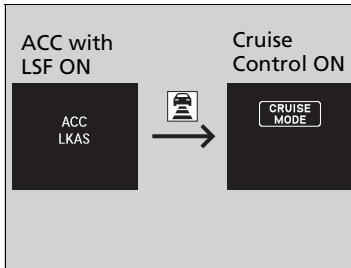 ACC with
LSF ON
Cruise
Control ON
ACC
LKAS
CRUISE
MODE